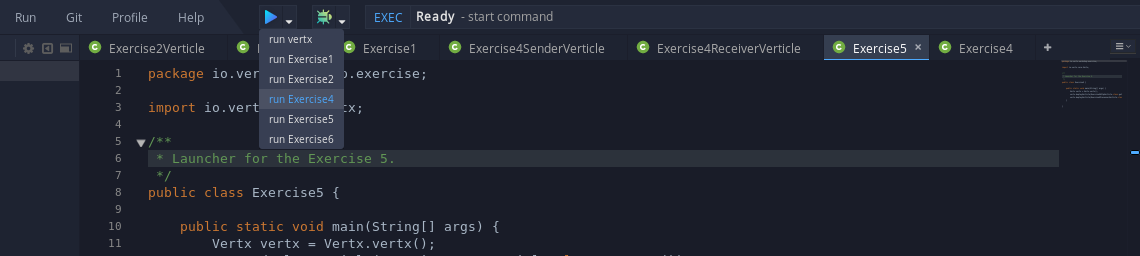 Run Git Profile Help EXEC Ready - start command
Exercise2Verticle Exercise1 Exercise4SenderVerticle Exercise4ReceiverVerticle Exercise5 × Exercise4 +
run vertx
run Exercise1
run Exercise2
run Exercise4
run Exercise5
run Exercise6
1 package io.ver o.exercise;
2
3 import io.vert tx;
4
5 /**
6 * Launcher for the Exercise 5.
7 */
8 public class Exercise5 {
9
10 public static void main(String[] args) {
11 Vertx vertx = Vertx.vertx();